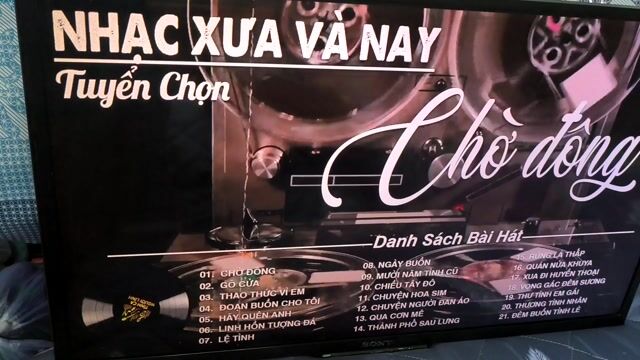 NHẠC XƯA VÀ NAY
Tuyển Chọn
Chờ đông
Danh Sách Bài Hát
01. CHỜ ĐÔNG
02. GÕ CỬA
03. THAO THỨC VÌ EM
04. ĐOẠN BUỒN CHO TÔI
05. HÃY QUÊN ANH
06. LINH HỒN TƯỢNG ĐÁ
07. LỆ TÌNH
08. NGÀY BUỒN
09. MƯỜI NĂM TÌNH CŨ
10. CHIỀU TÂY ĐÔ
11. CHUYỆN HOA SIM
12. CHUYỆN NGƯỜI ĐAN ÁO
13. QUA CƠN MÊ
14. THÀNH PHỐ SAU LƯNG
15. RỪNG LÁ THẤP
16. QUÁN NỬA KHUYA
17. XƯA ĐI HUYỀN THOẠI
18. VỌNG GÁC ĐÊM SƯƠNG
19. THƯ TÌNH EM GÁI
20. THƯƠNG TÌNH NHÂN
21. ĐÊM BUỒN TỈNH LẺ
SONY